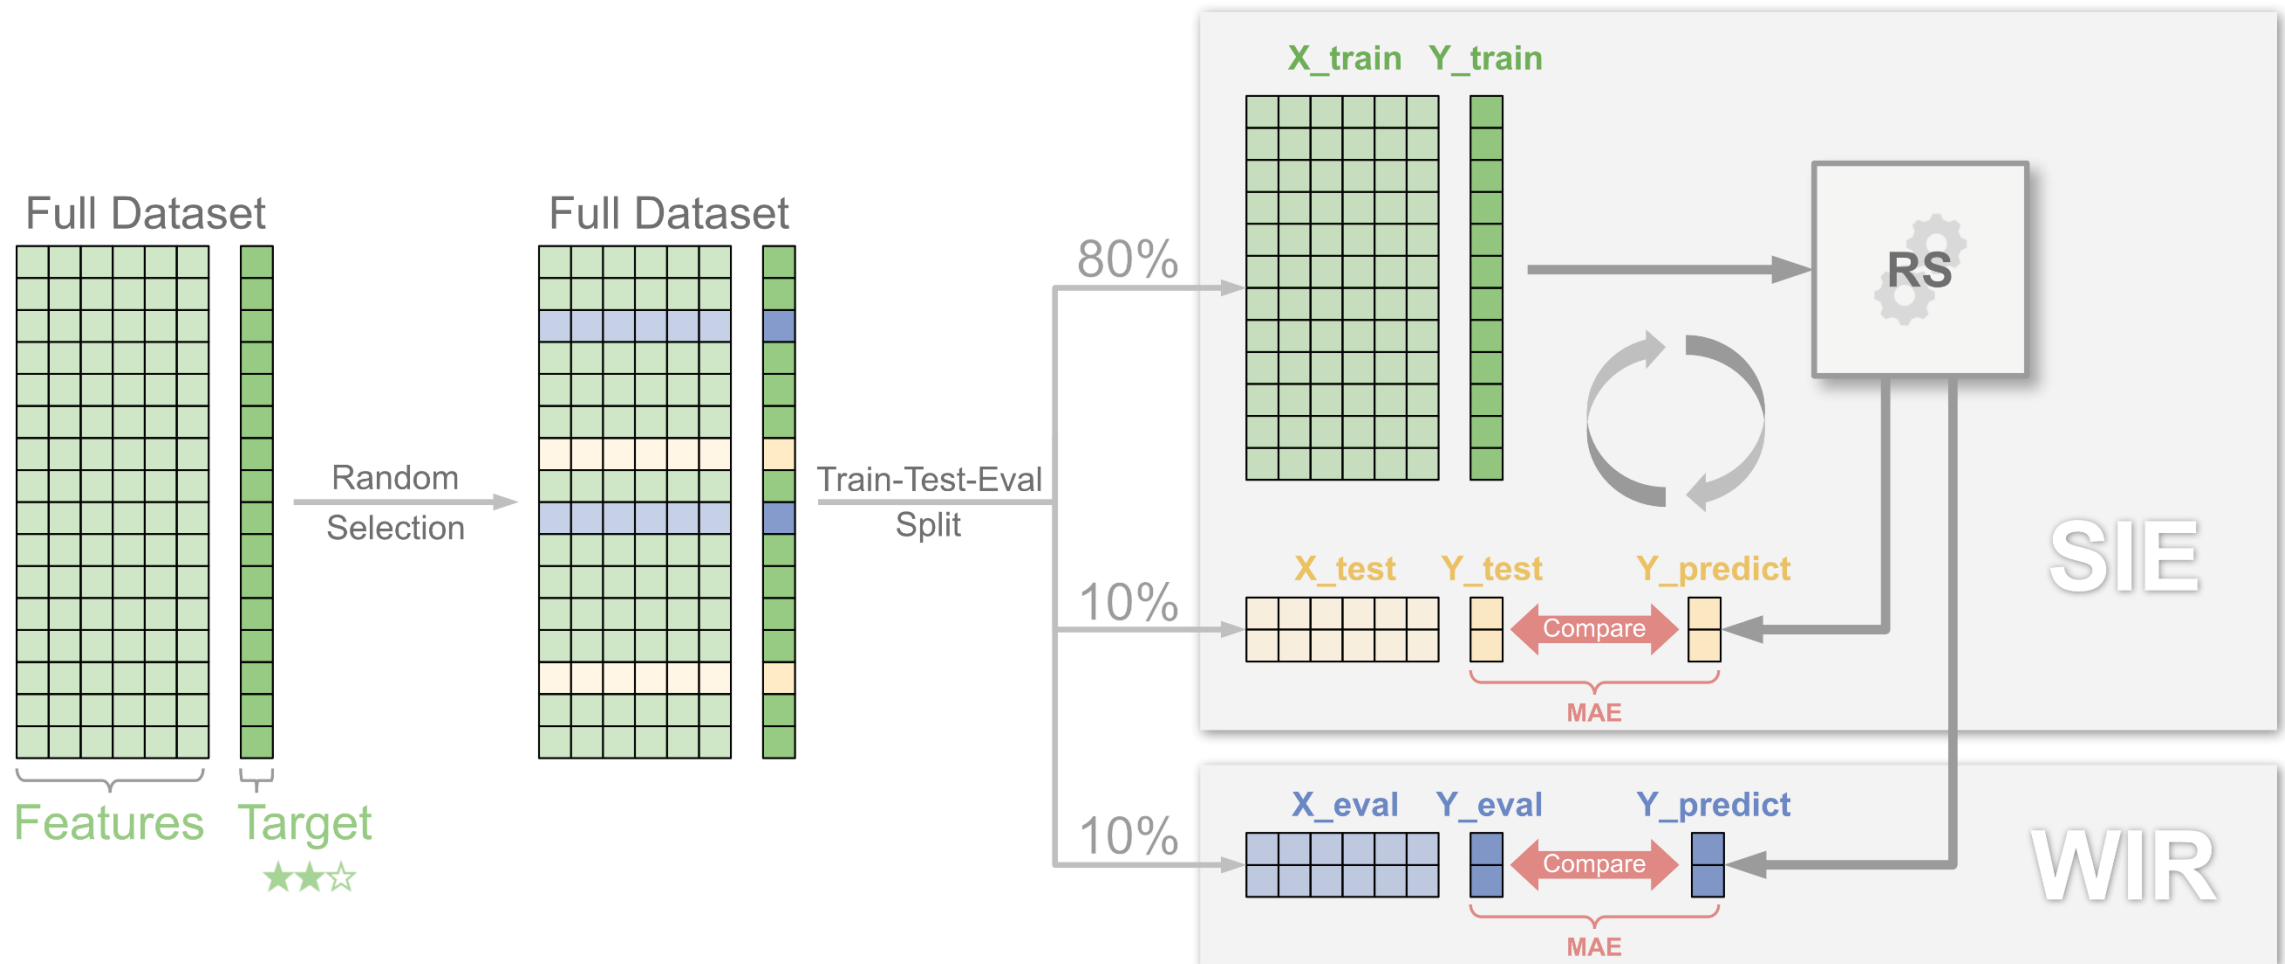 Full Dataset
Features
Target
Random
Selection
Full Dataset
Train-Test-Eval
Split
80%
10%
10%
X_train Y_train
RS
SIE
X_test Y_test Y_predict
Compare
MAE
WIR
X_eval Y_eval Y_predict
Compare
MAE